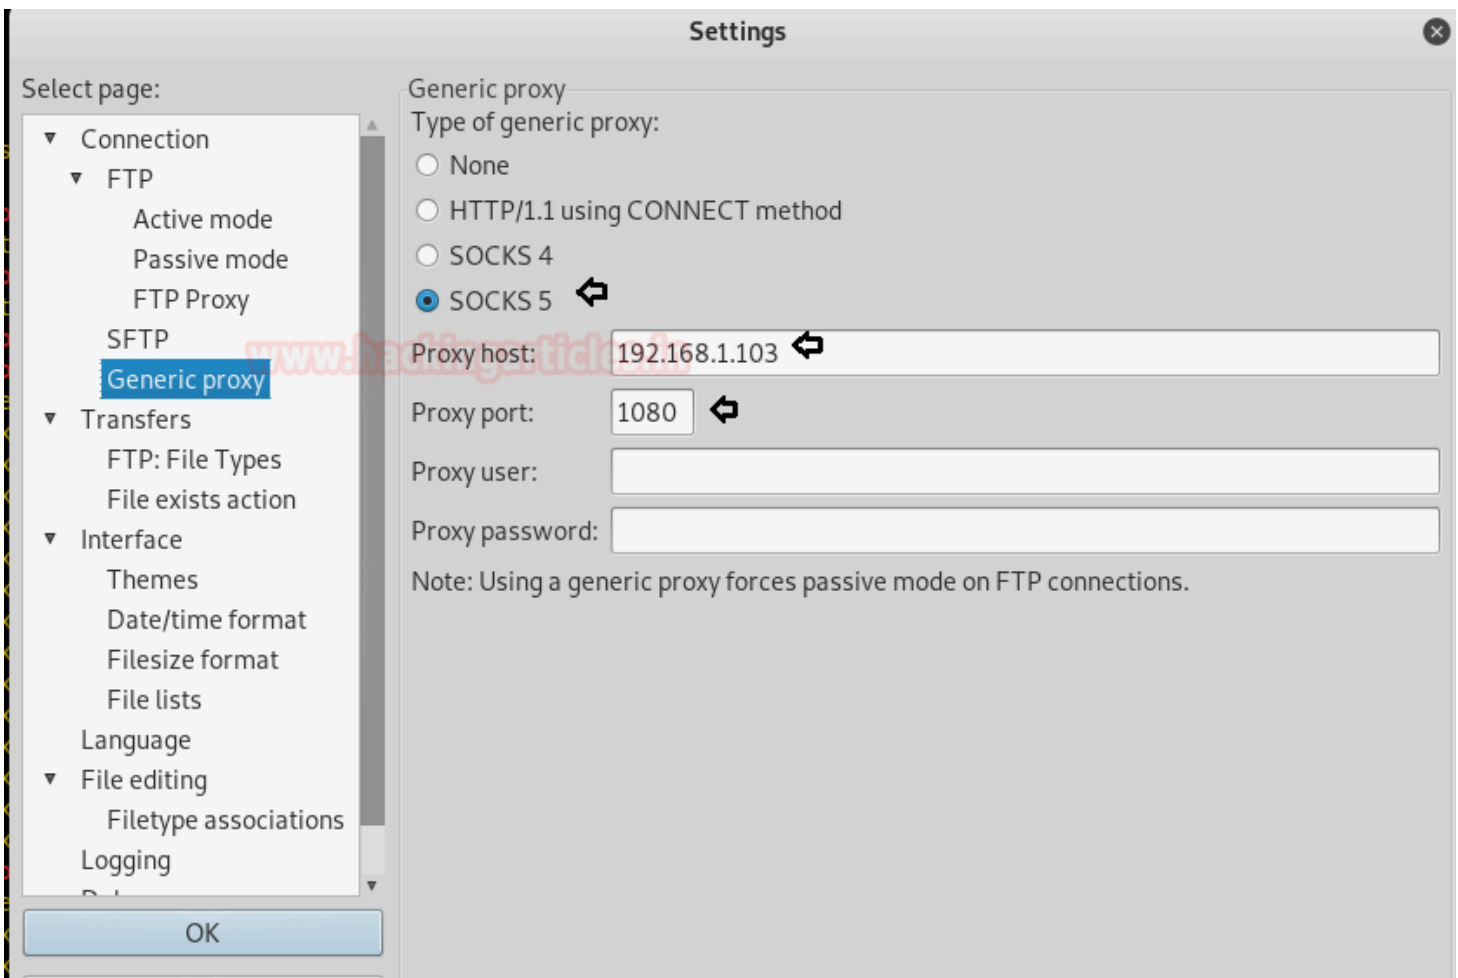 Settings
Select page:
Connection
FTP
Active mode
Passive mode
FTP Proxy
SFTP
Generic proxy
Transfers
FTP: File Types
File exists action
Interface
Themes
Date/time format
Filesize format
File lists
Language
File editing
Filetype associations
Logging
OK
Generic proxy
Type of generic proxy:
None
HTTP/1.1 using CONNECT method
SOCKS 4
SOCKS 5
Proxy host: 192.168.1.103
Proxy port: 1080
Proxy user:
Proxy password:
Note: Using a generic proxy forces passive mode on FTP connections.
www.hackingarticles.in